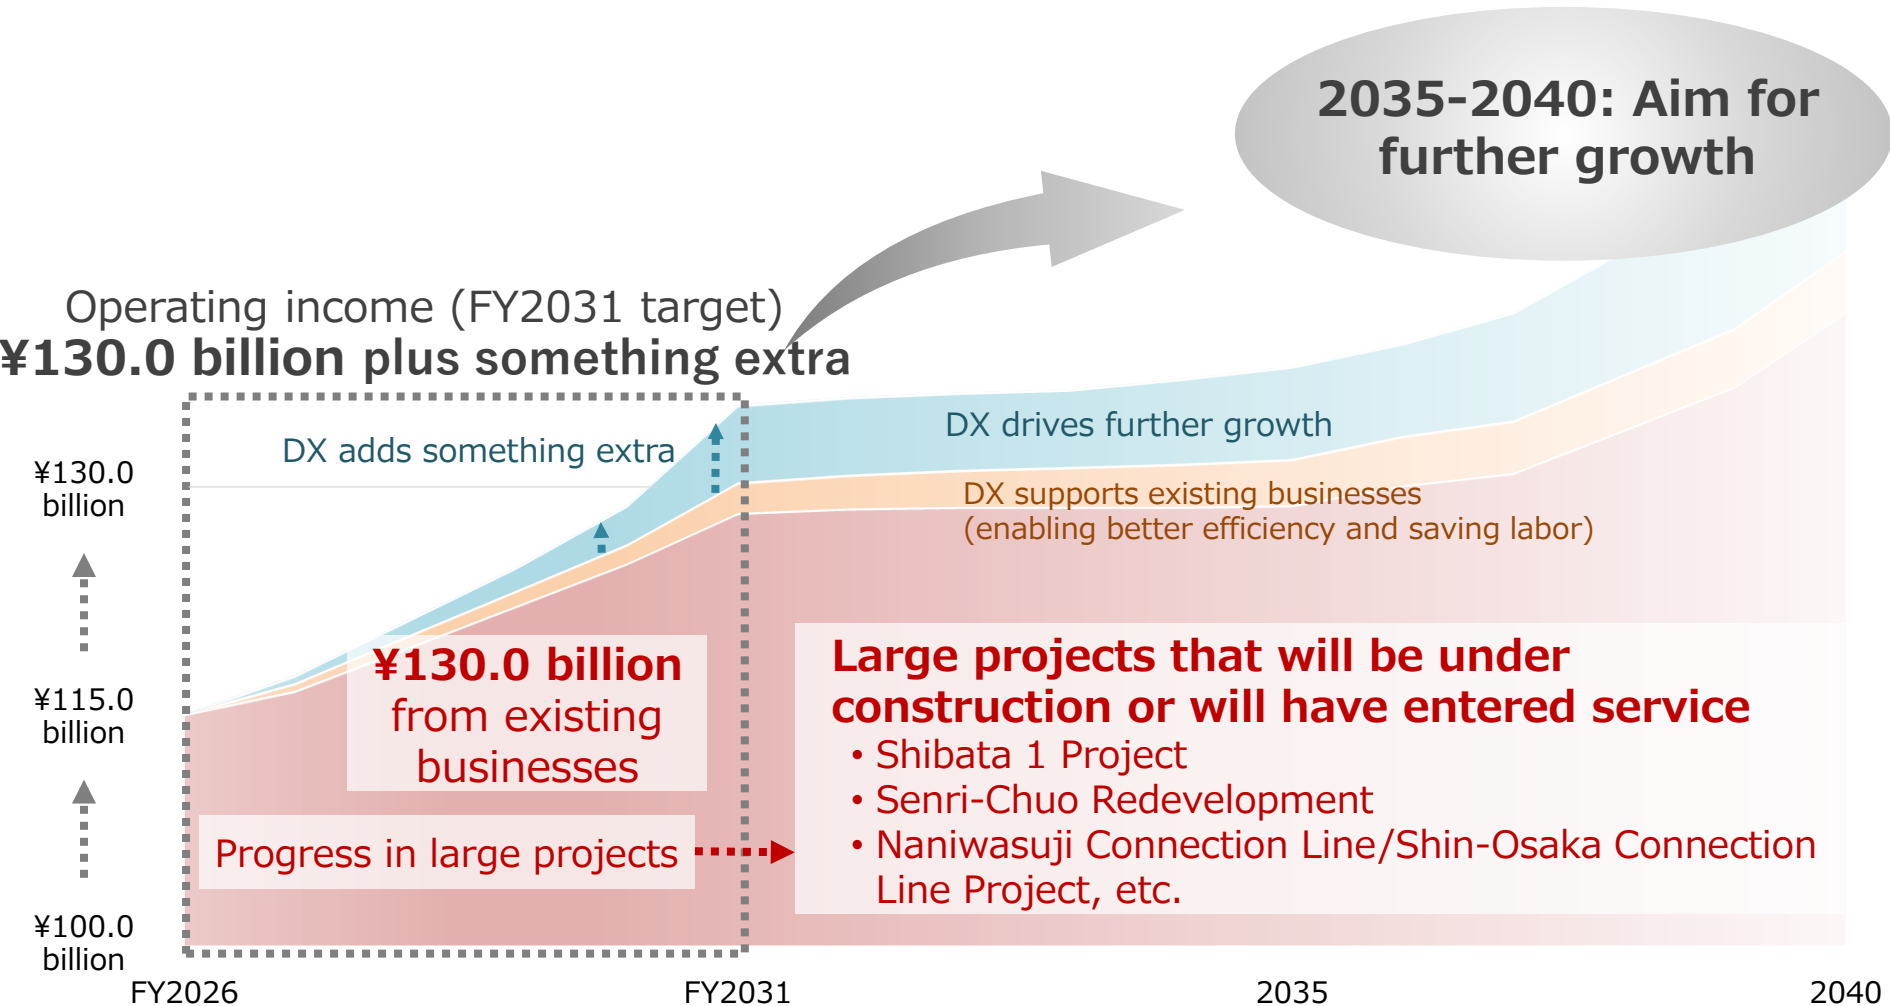 2035-2040: Aim for
further growth
Operating income (FY2031 target)
¥130.0 billion plus something extra
DX adds something extra
DX drives further growth
DX supports existing businesses
(enabling better efficiency and saving labor)
¥130.0
billion
¥115.0
billion
¥100.0
billion
¥130.0 billion
from existing
businesses
Progress in large projects
Large projects that will be under
construction or will have entered service
・Shibata 1 Project
・Senri-Chuo Redevelopment
・Naniwasuji Connection Line/Shin-Osaka Connection
Line Project, etc.
FY2026
FY2031
2035
2040